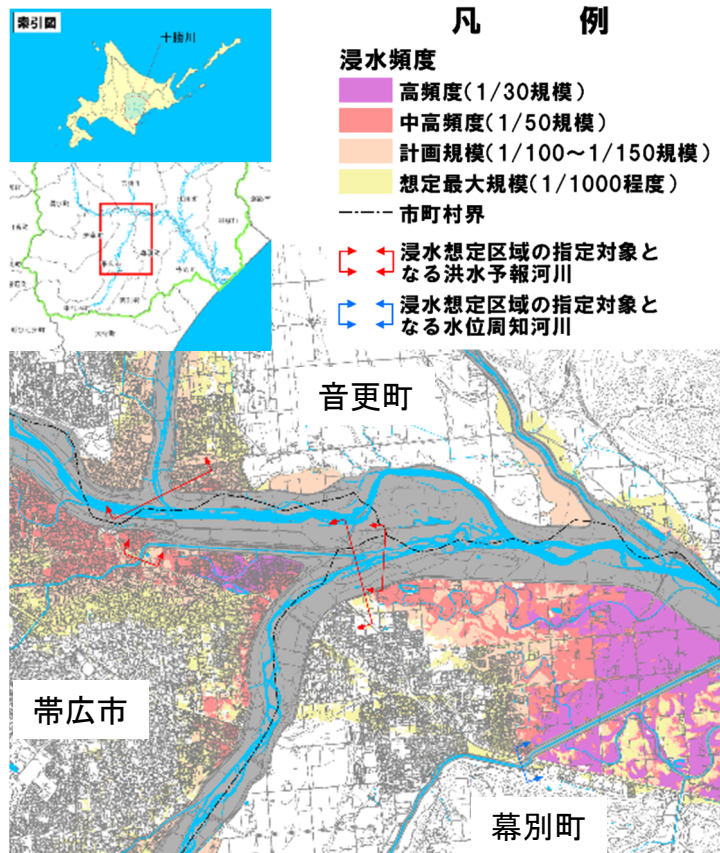 索引図
十勝川
凡 例
浸水頻度
高頻度(1/30規模)
中高頻度(1/50規模)
計画規模(1/100～1/150規模)
想定最大規模(1/1000程度)
市町村界
浸水想定区域の指定対象と
なる洪水予報河川
浸水想定区域の指定対象と
なる水位周知河川
音更町
帯広市
幕別町